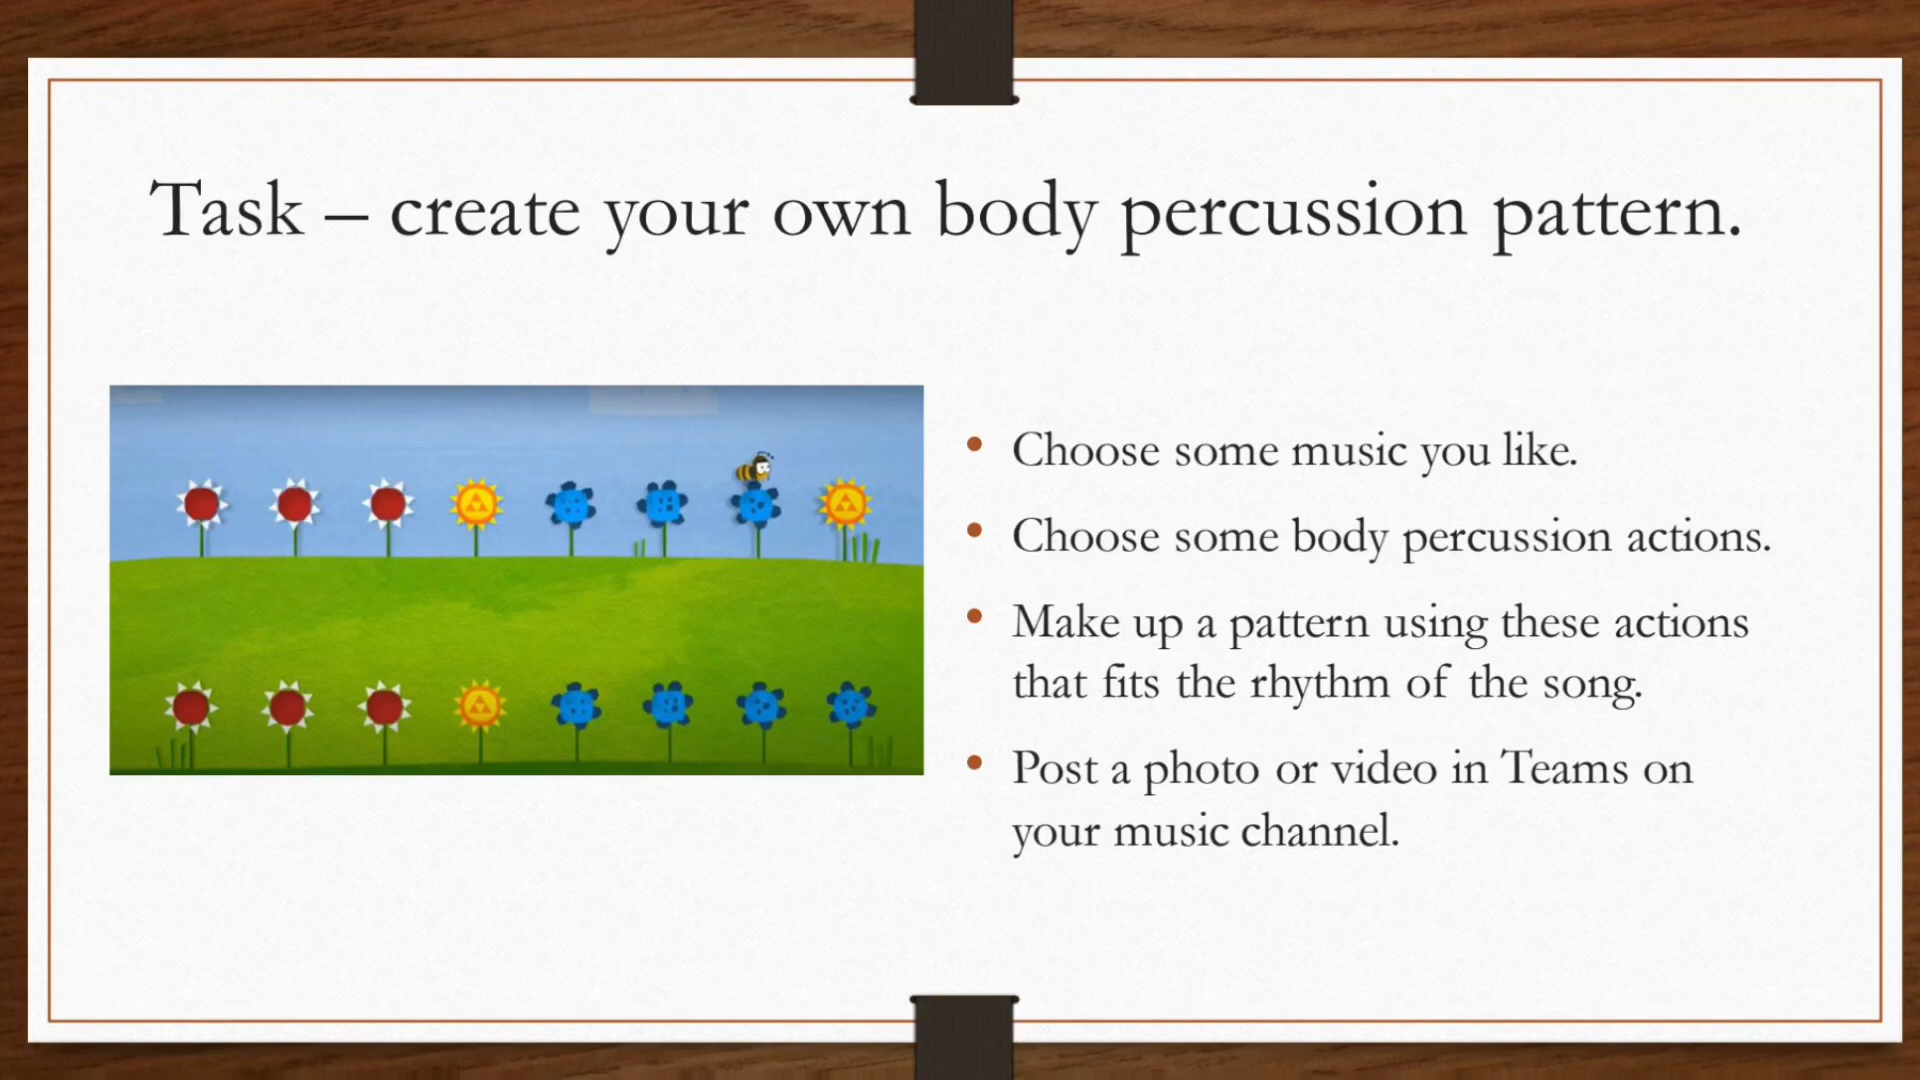 Task – create your own body percussion pattern.
• Choose some music you like.
• Choose some body percussion actions.
• Make up a pattern using these actions
that fits the rhythm of the song.
• Post a photo or video in Teams on
your music channel.